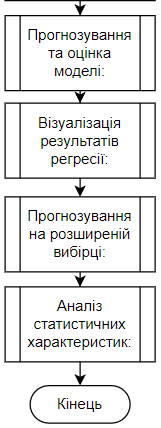 Прогнозування
та оцінка
моделі:
Візуалізація
результатів
регресії:
Прогнозування
на розширеній
вибірці:
Аналіз
статистичних
характеристик:
Кінець